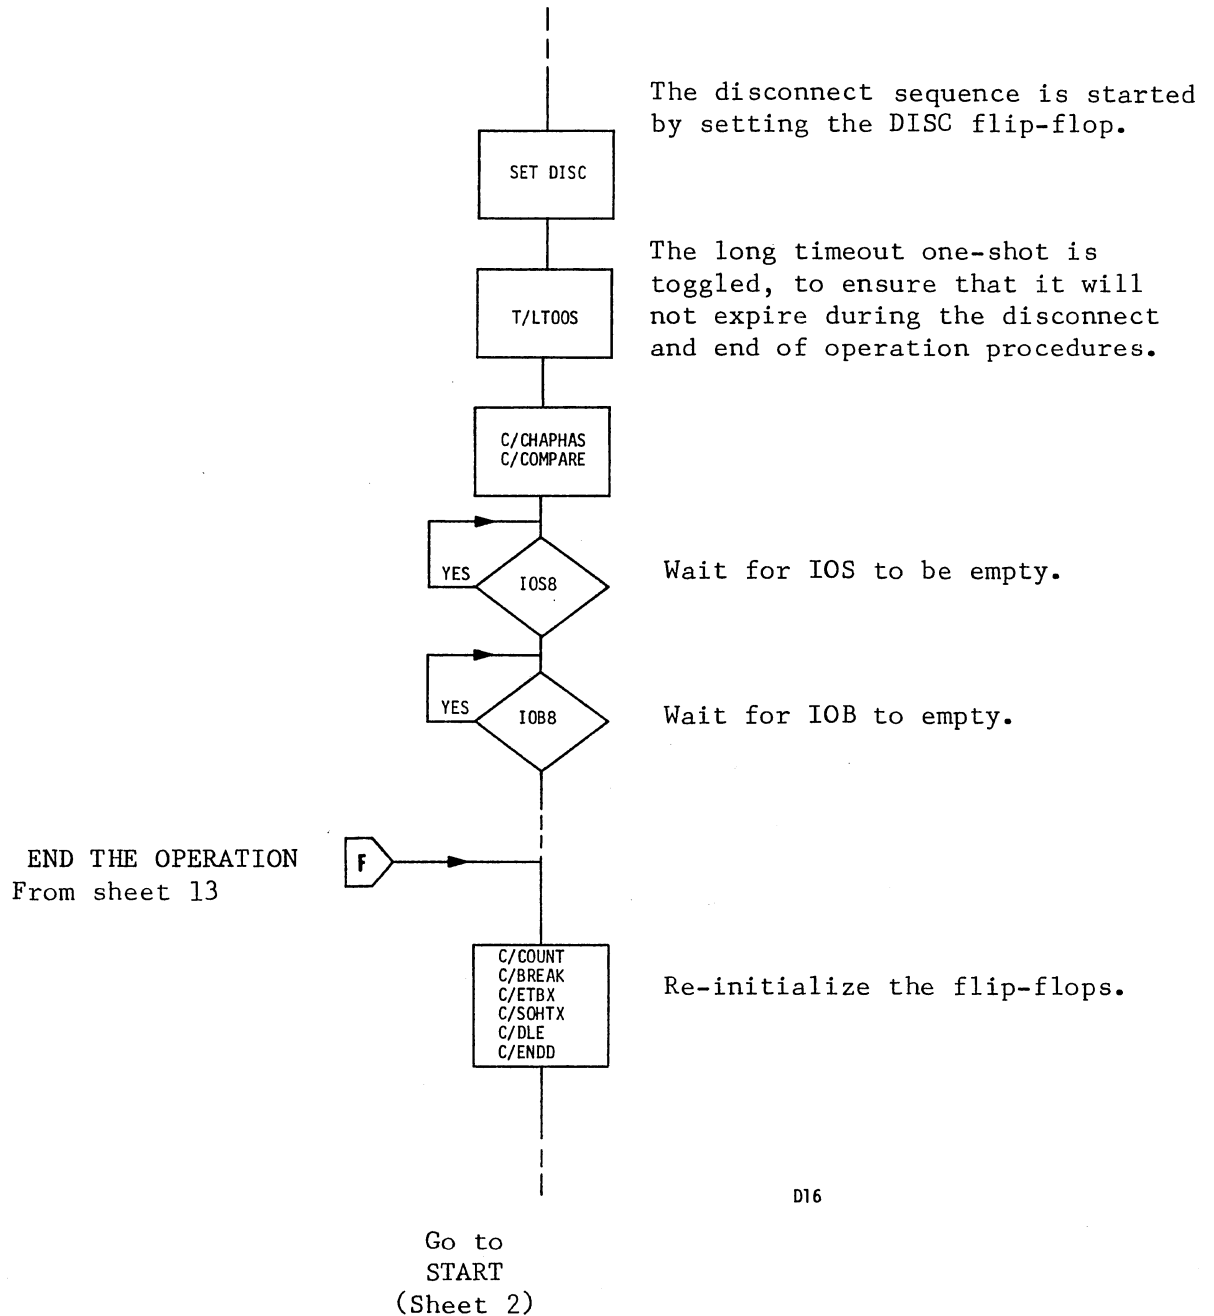 The disconnect sequence is started
by setting the DISC flip-flop.
SET DISC
The long timeout one-shot is
toggled, to ensure that it will
not expire during the disconnect
and end of operation procedures.
T/LTOOS
C/CHAPHAS
C/COMPARE
YES
IOS8
Wait for IOS to be empty.
YES
IOB8
Wait for IOB to empty.
END THE OPERATION
From sheet 13
F
C/COUNT
C/BREAK
C/ETBX
C/SOHTX
C/DLE
C/ENDD
Re-initialize the flip-flops.
D16
Go to
START
(Sheet 2)